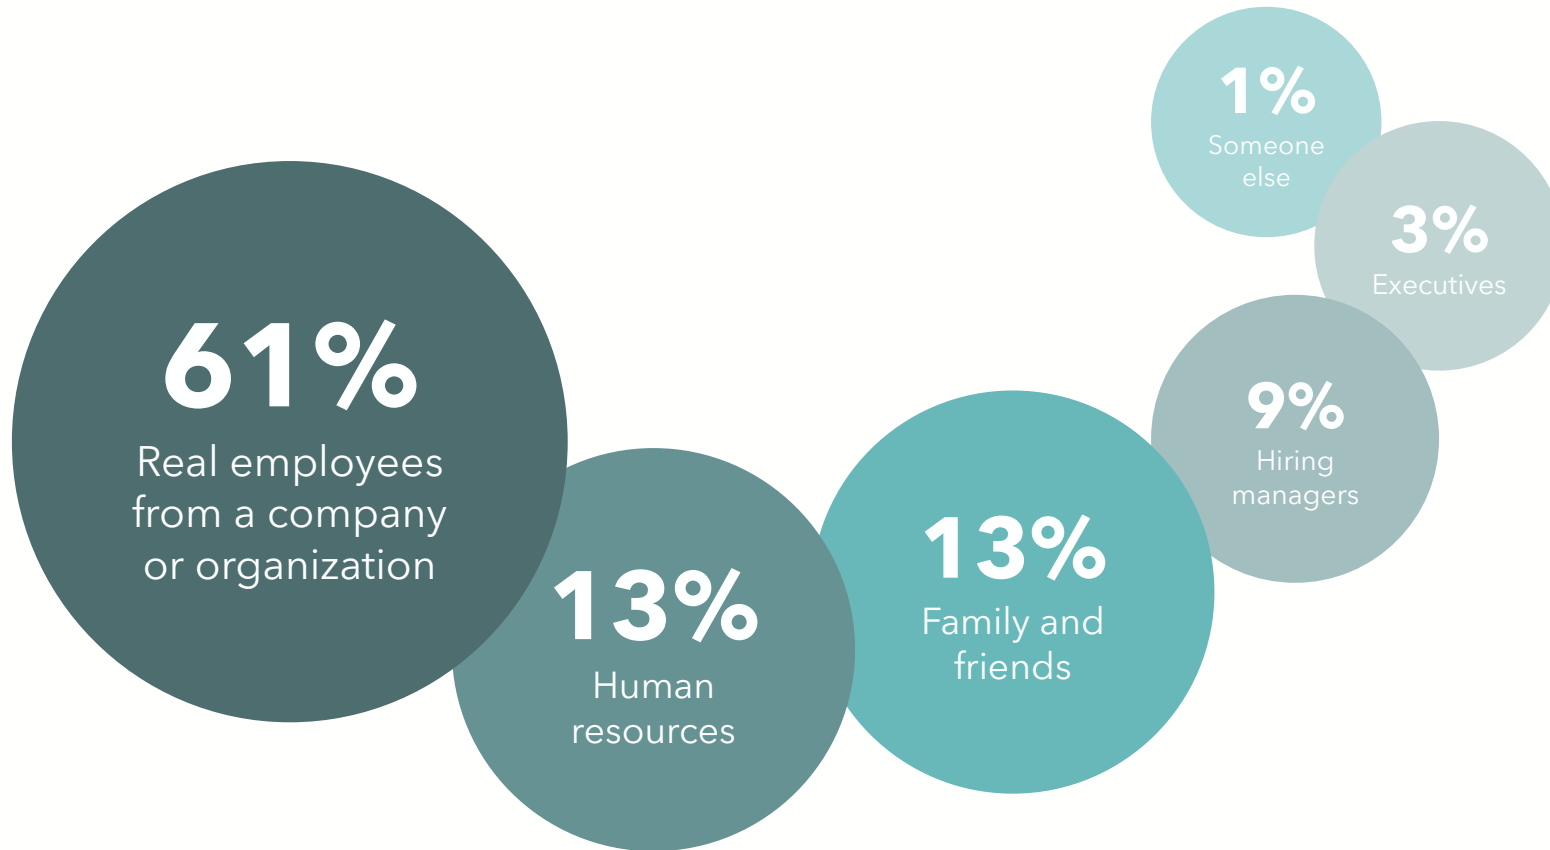 61%
Real employees
from a company
or organization
13%
Human
resources
13%
Family and
friends
9%
Hiring
managers
3%
Executives
1%
Someone
else